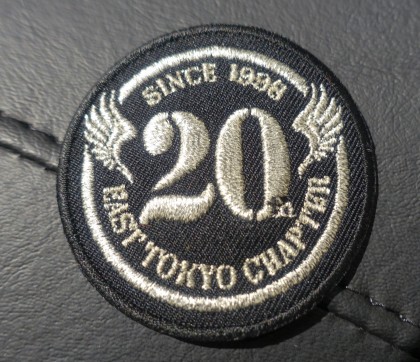 SINCE 1998
20th
EAST TOKYO CHAPTER